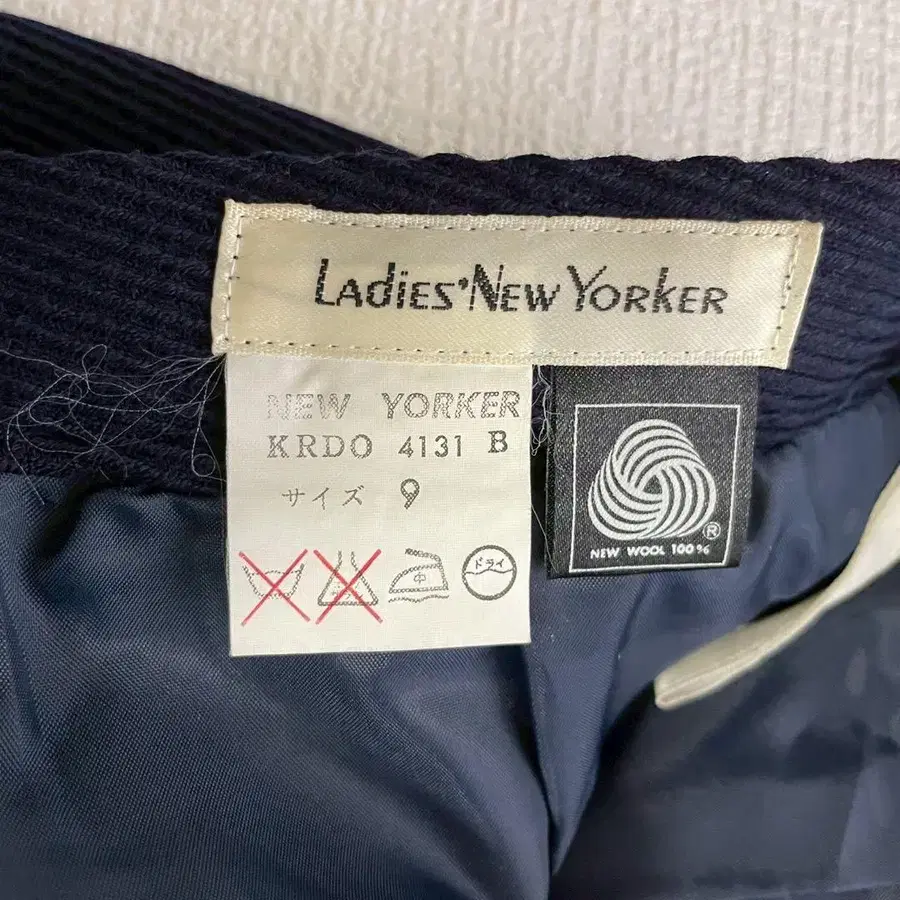 LADIES' NEW YORKER
NEW YORKER
KRDO 4131 B
サイズ 9
中
ドライ
NEW WOOL 100%
®